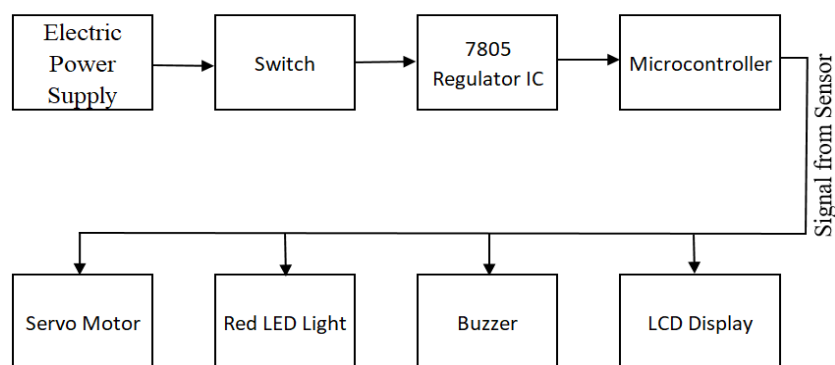 Electric
Power
Supply
Switch
7805
Regulator IC
Microcontroller
Signal from Sensor
Servo Motor
Red LED Light
Buzzer
LCD Display